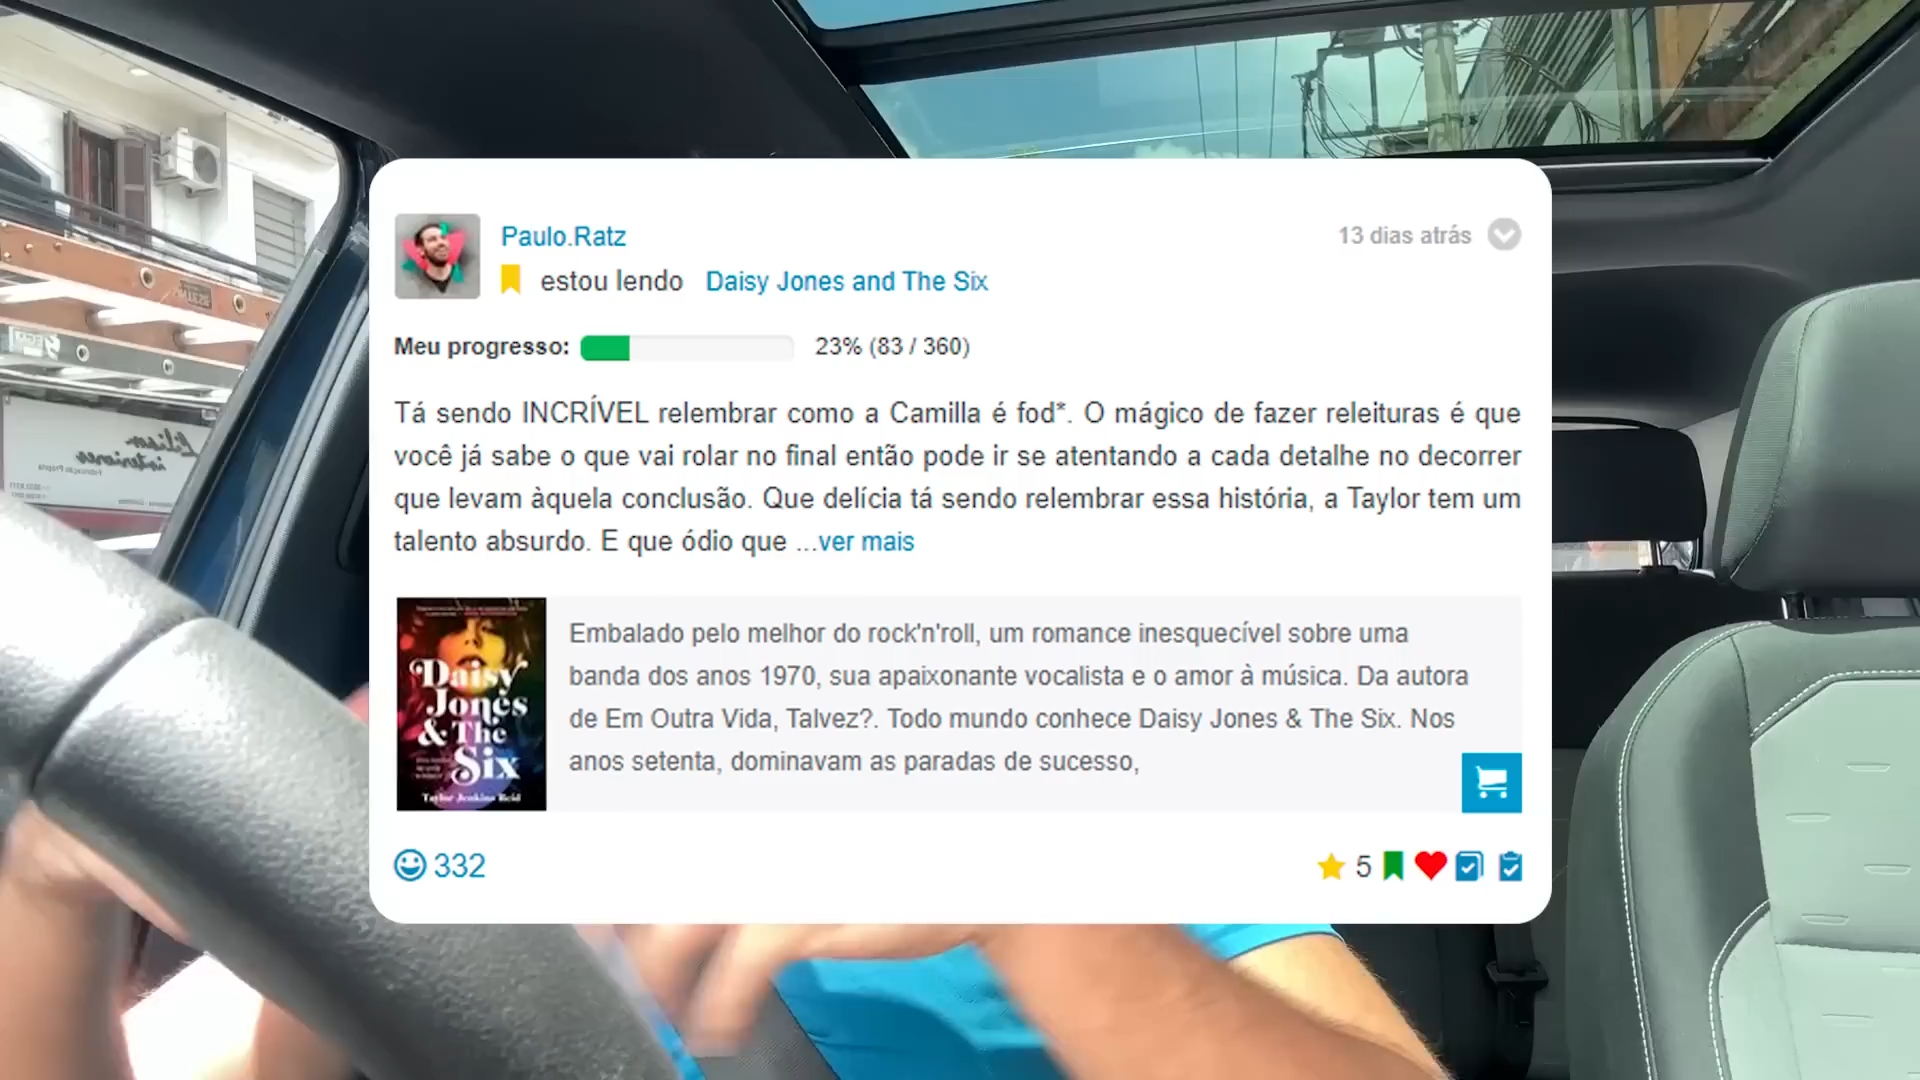 Paulo.Ratz
13 dias atrás
estou lendo Daisy Jones and The Six
Meu progresso: 23% (83 / 360)
Tá sendo INCRÍVEL relembrar como a Camilla é fod*. O mágico de fazer releituras é que
você já sabe o que vai rolar no final então pode ir se atentando a cada detalhe no decorrer
que levam àquela conclusão. Que delícia tá sendo relembrar essa história, a Taylor tem um
talento absurdo. E que ódio que ...ver mais
Daisy
Jones
& The
Six
Taylor Jenkins Reid
Embalado pelo melhor do rock'n'roll, um romance inesquecível sobre uma
banda dos anos 1970, sua apaixonante vocalista e o amor à música. Da autora
de Em Outra Vida, Talvez?. Todo mundo conhece Daisy Jones & The Six. Nos
anos setenta, dominavam as paradas de sucesso,
332
5
Lilian
interiores